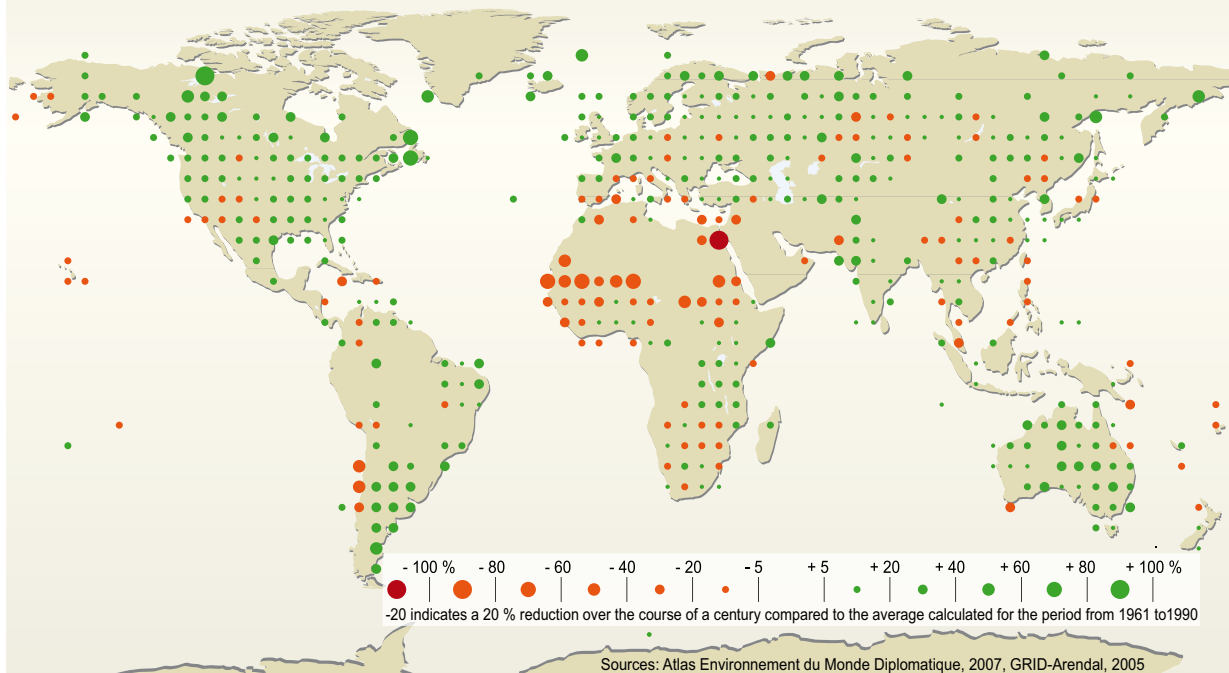 - 100 % - 80 - 60 - 40 - 20 - 5 + 5 + 20 + 40 + 60 + 80 + 100 %
-20 indicates a 20 % reduction over the course of a century compared to the average calculated for the period from 1961 to1990
Sources: Atlas Environnement du Monde Diplomatique, 2007, GRID-Arendal, 2005